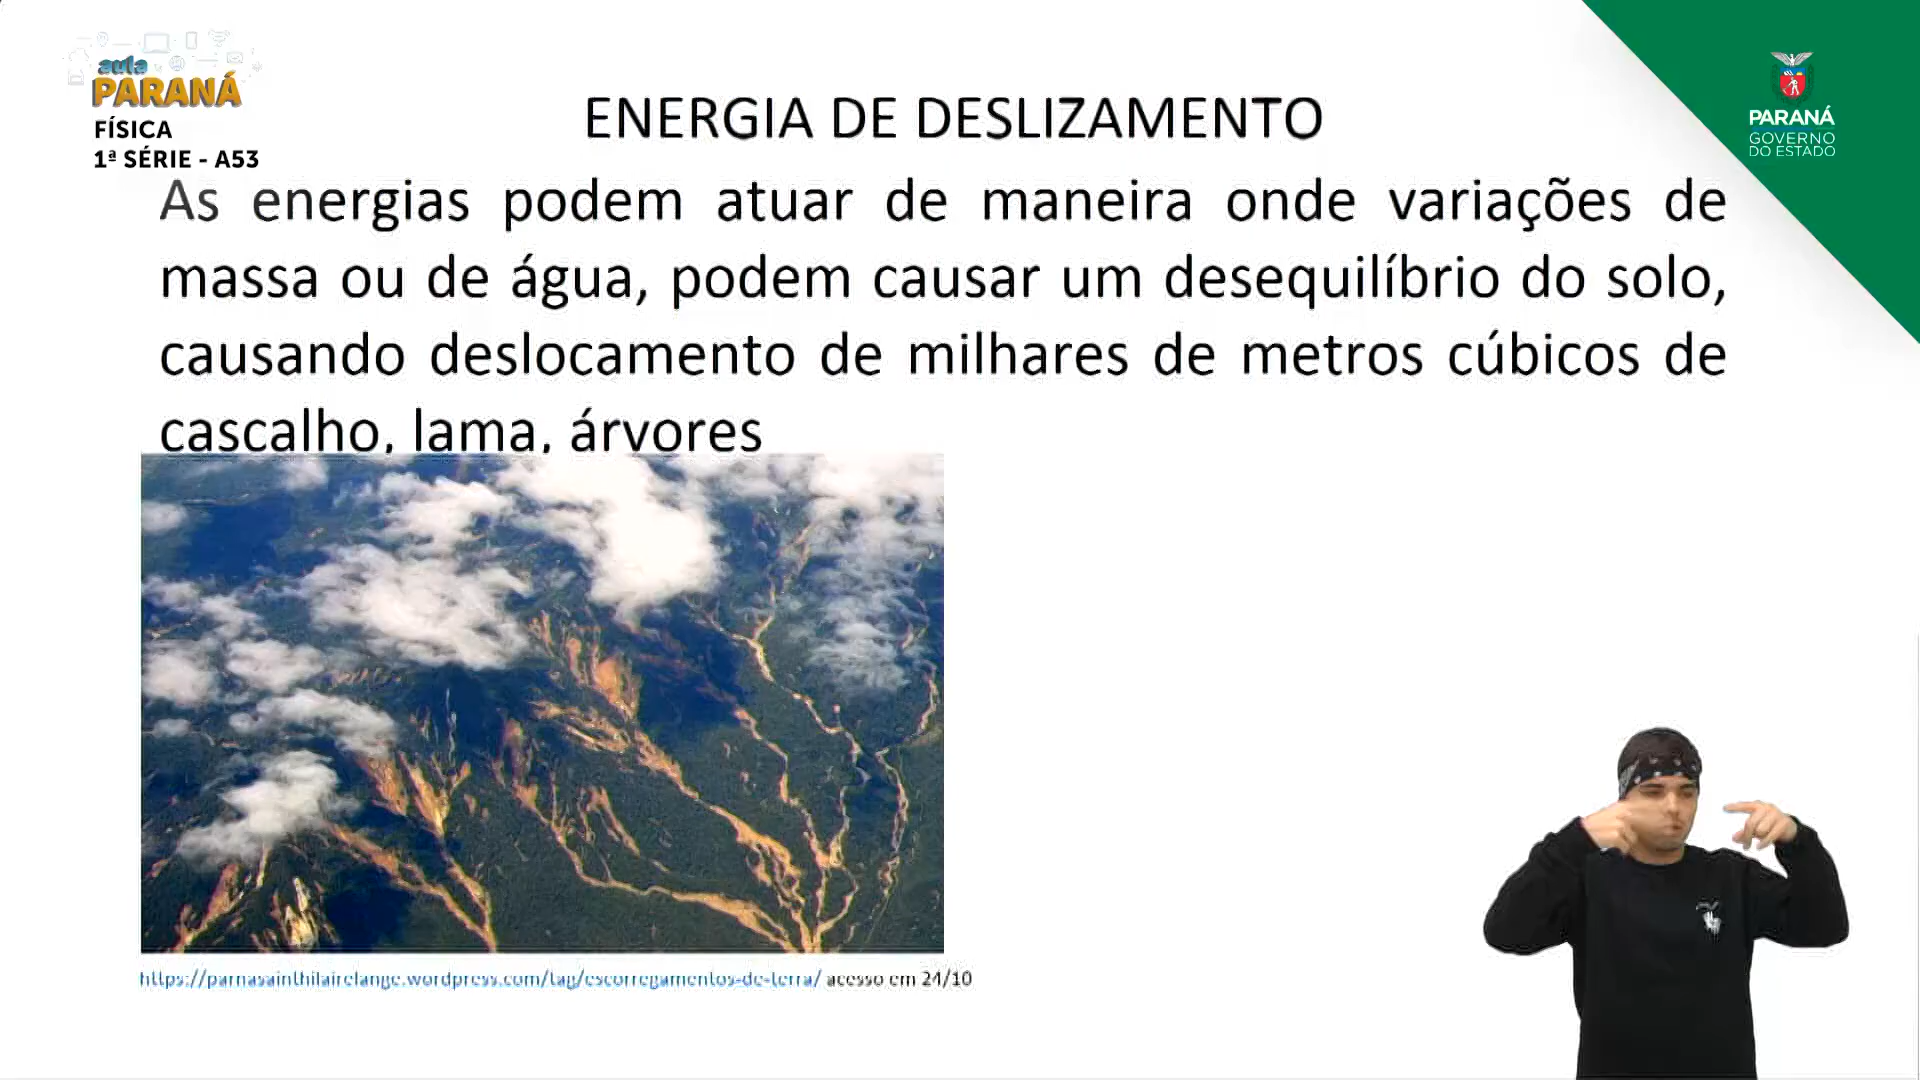 aula
PARANÁ
FÍSICA
1ª SÉRIE - A53
PARANÁ
GOVERNO
DO ESTADO
ENERGIA DE DESLIZAMENTO
As energias podem atuar de maneira onde variações de
massa ou de água, podem causar um desequilíbrio do solo,
causando deslocamento de milhares de metros cúbicos de
cascalho, lama, árvores
https://parnasainthilairelange.wordpress.com/tag/escorregamentos-de-terra/ acesso em 24/10